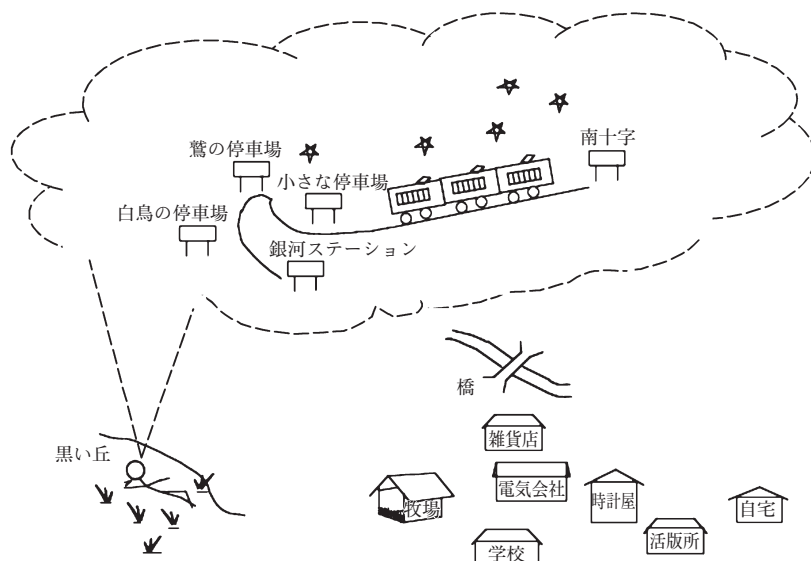 南十字
鷲の停車場
小さな停車場
白鳥の停車場
銀河ステーション
橋
雑貨店
黒い丘
電気会社
時計屋
牧場
自宅
活版所
学校